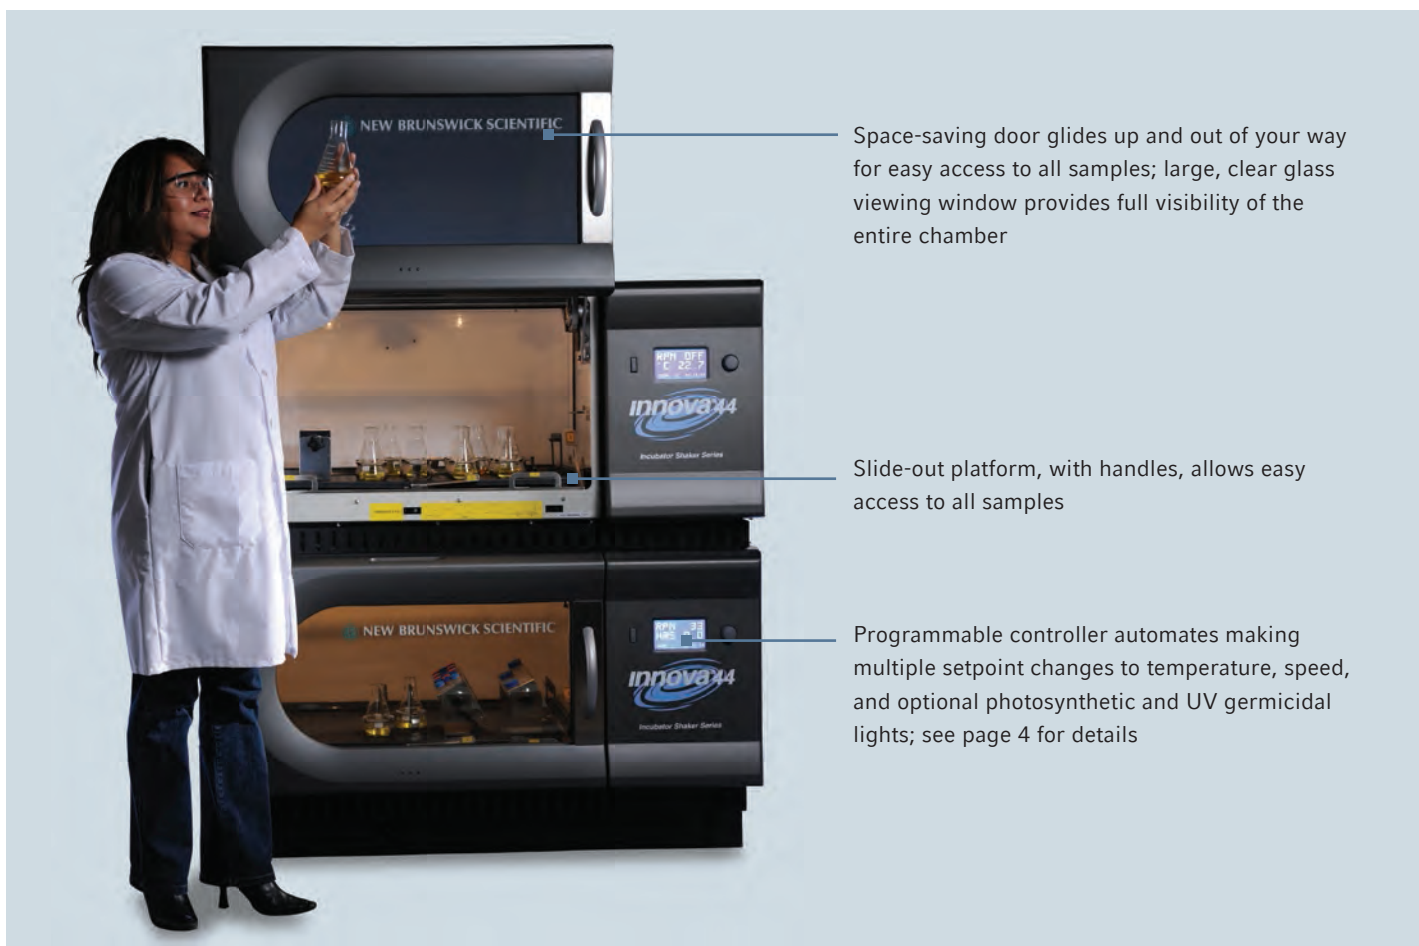 NEW BRUNSWICK SCIENTIFIC
Space-saving door glides up and out of your way
for easy access to all samples; large, clear glass
viewing window provides full visibility of the
entire chamber
RPM OFF
°C 22.7
innova 44
Incubator Shaker Series
Slide-out platform, with handles, allows easy
access to all samples
NEW BRUNSWICK SCIENTIFIC
RPM 33
HRS 0
innova 44
Incubator Shaker Series
Programmable controller automates making
multiple setpoint changes to temperature, speed,
and optional photosynthetic and UV germicidal
lights; see page 4 for details